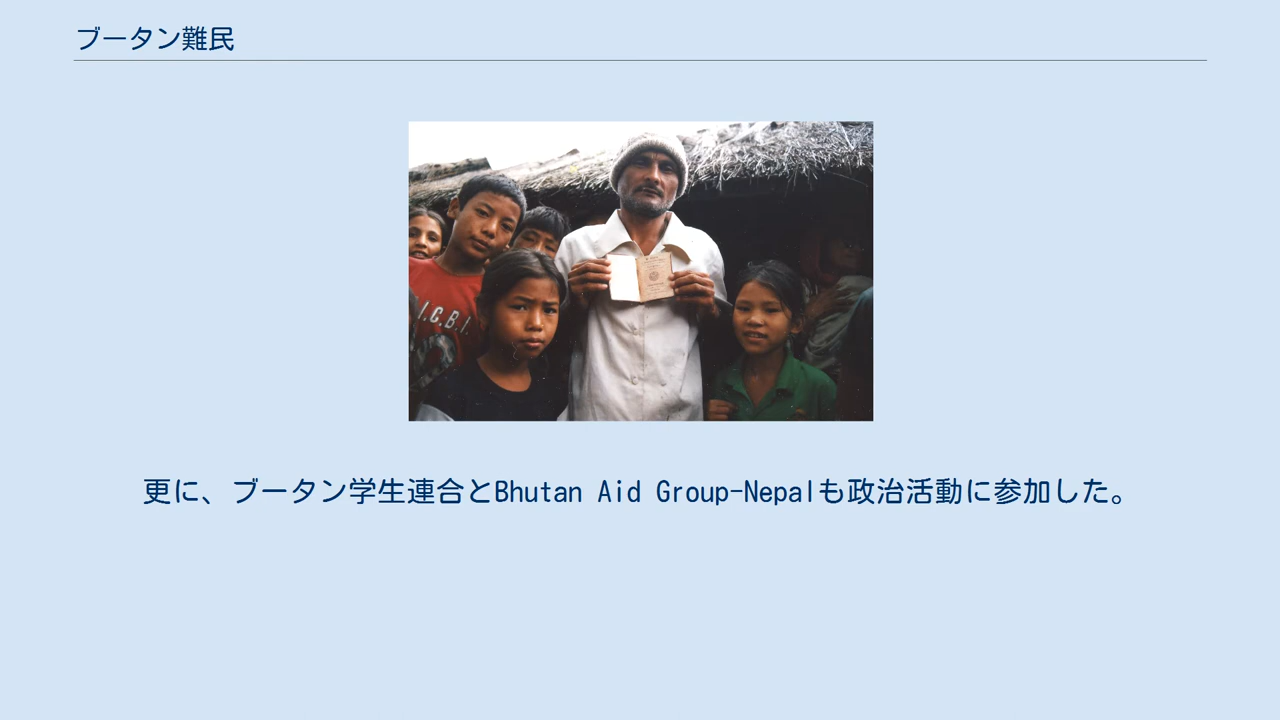 ブータン難民
I.C.B.I.
更に、ブータン学生連合とBhutan Aid Group-Nepalも政治活動に参加した。